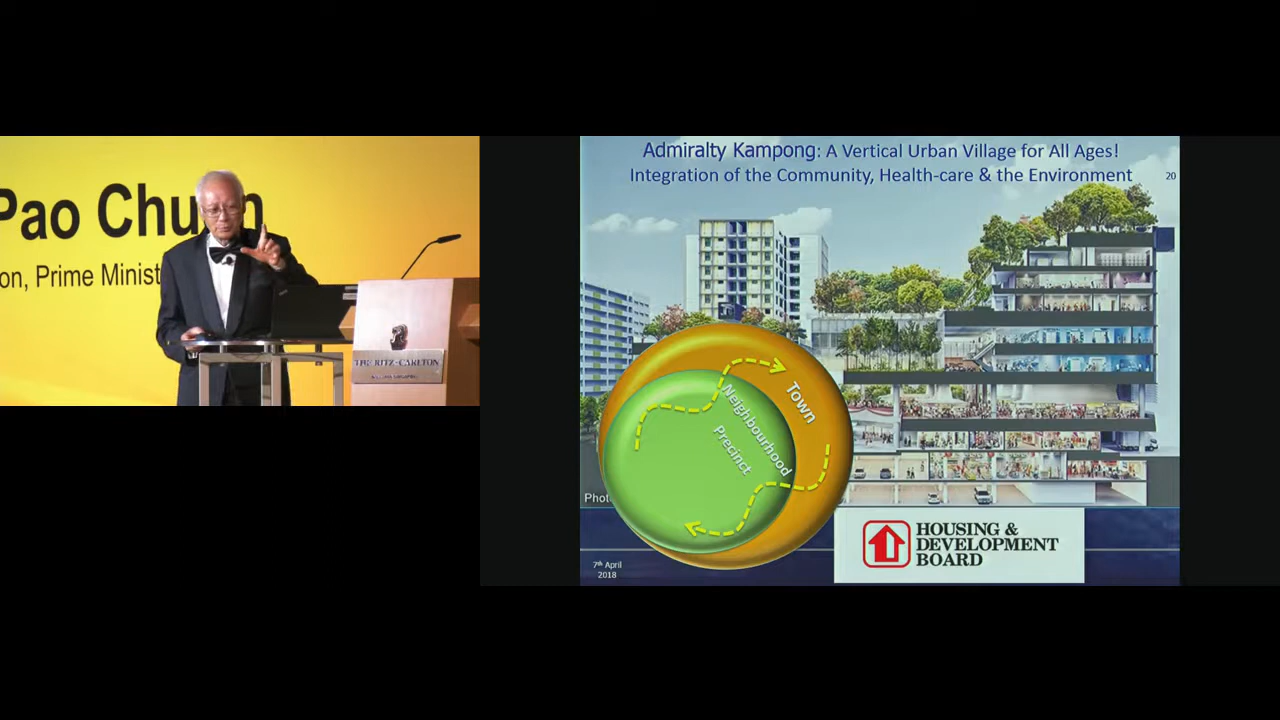 Pao Chu n
on, Prime Minist
THE RITZ-CARLTON
Admiralty Kampong: A Vertical Urban Village for All Ages!
Integration of the Community, Health-care & the Environment
20
Town
Neighbourhood
Precinct
Phot
7th April
2018
HOUSING &
DEVELOPMENT
BOARD